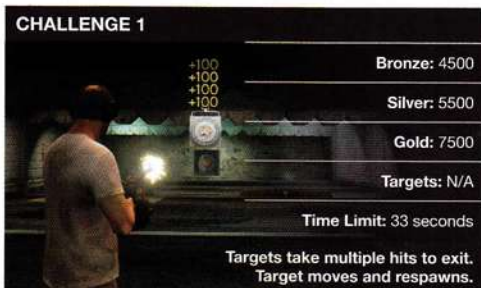 CHALLENGE 1
+100
+100
+100
+100
Bronze: 4500
Silver: 5500
Gold: 7500
Targets: N/A
Time Limit: 33 seconds
Targets take multiple hits to exit.
Target moves and respawns.